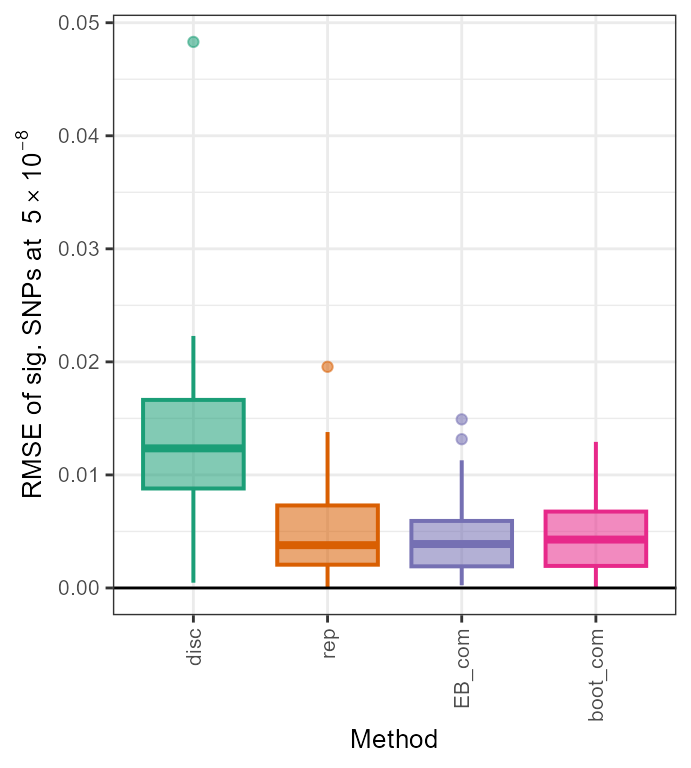 RMSE of sig. SNPs at 5 × 10⁻⁸
0.05
0.04
0.03
0.02
0.01
0.00
disc
rep
EB_com
boot_com
Method